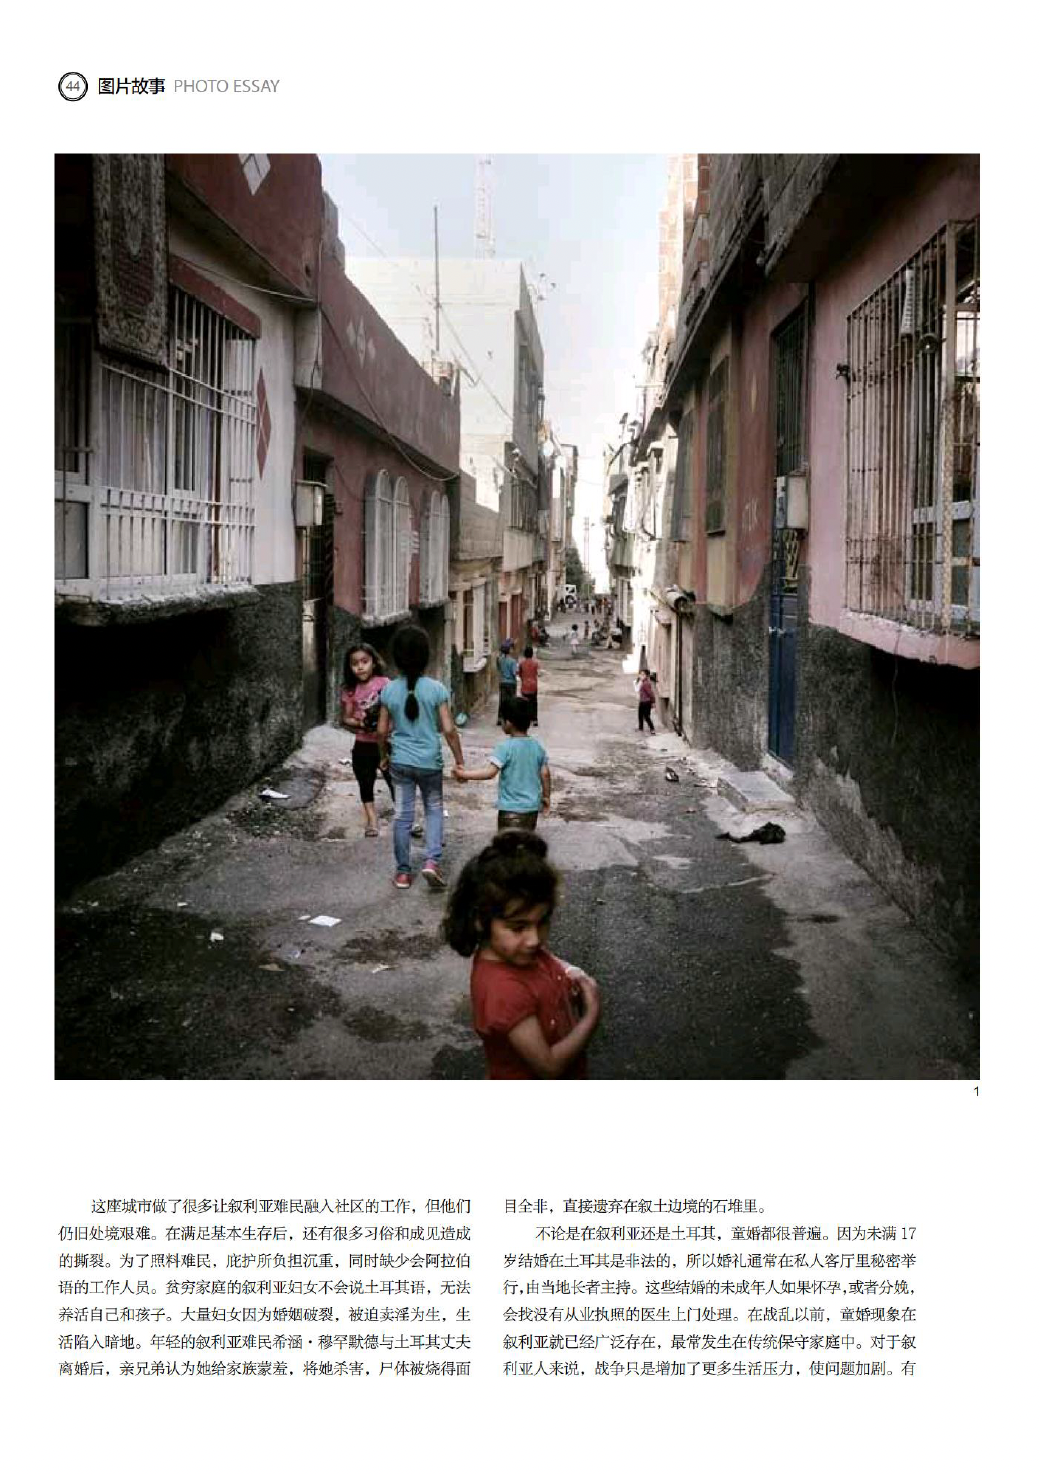 44 图片故事 PHOTO ESSAY
1
这座城市做了很多让叙利亚难民融入社区的工作，但他们
仍旧处境艰难。在满足基本生存后，还有很多习俗和成见造成
的撕裂。为了照料难民，庇护所负担沉重，同时缺少会阿拉伯
语的工作人员。贫穷家庭的叙利亚妇女不会说土耳其语，无法
养活自己和孩子。大量妇女因为婚姻破裂，被迫卖淫为生，生
活陷入暗地。年轻的叙利亚难民希涵·穆罕默德与土耳其丈夫
离婚后，亲兄弟认为她给家族蒙羞，将她杀害，尸体被烧得面
目全非，直接遗弃在叙土边境的石堆里。
不论是在叙利亚还是土耳其，童婚都很普遍。因为未满 17
岁结婚在土耳其是非法的，所以婚礼通常在私人客厅里秘密举
行，由当地长者主持。这些结婚的未成年人如果怀孕，或者分娩，
会找没有从业执照的医生上门处理。在战乱以前，童婚现象在
叙利亚就已经广泛存在，最常发生在传统保守家庭中。对于叙
利亚人来说，战争只是增加了更多生活压力，使问题加剧。有